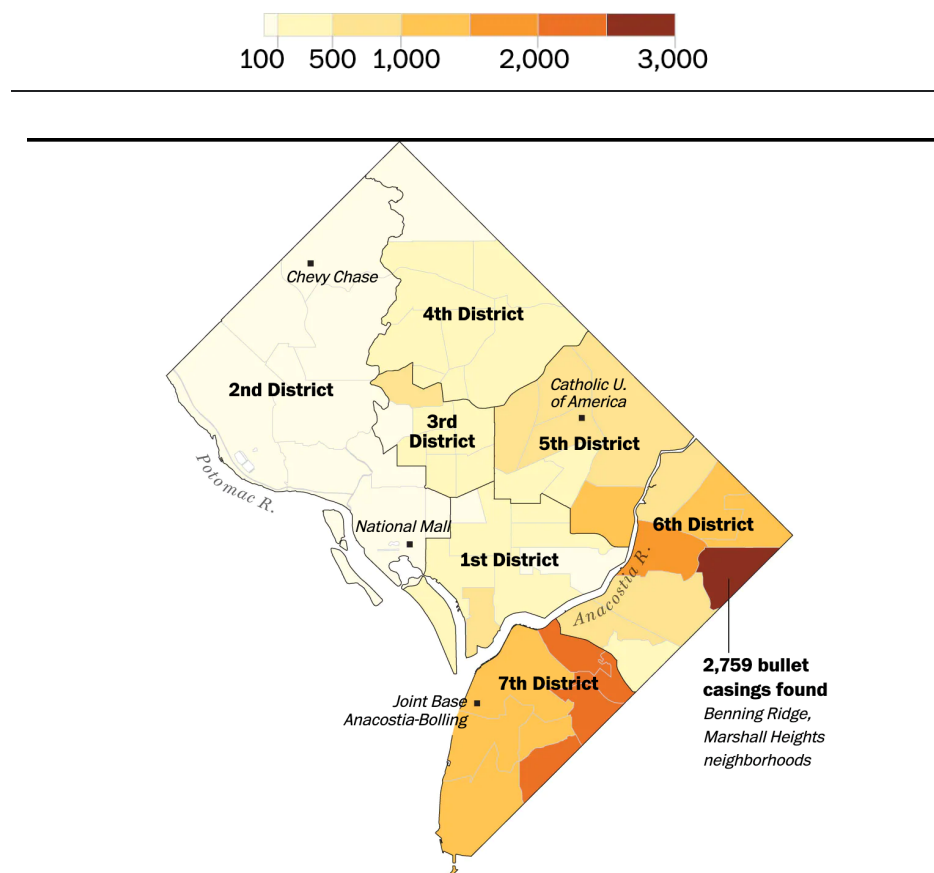 100 500 1,000 2,000 3,000
Chevy Chase
4th District
2nd District
Catholic U.
of America
3rd
District
5th District
Potomac R.
National Mall
6th District
1st District
Anacostia R.
7th District
Joint Base
Anacostia-Bolling
2,759 bullet
casings found
Benning Ridge,
Marshall Heights
neighborhoods